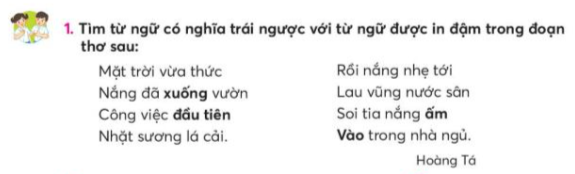 1. Tìm từ ngữ có nghĩa trái ngược với từ ngữ được in đậm trong đoạn
thơ sau:
Mặt trời vừa thức
Nắng đã xuống vườn
Công việc đầu tiên
Nhặt sương lá cải.
Rồi nắng nhẹ tới
Lau vũng nước sân
Soi tia nắng ấm
Vào trong nhà ngủ.
Hoàng Tá